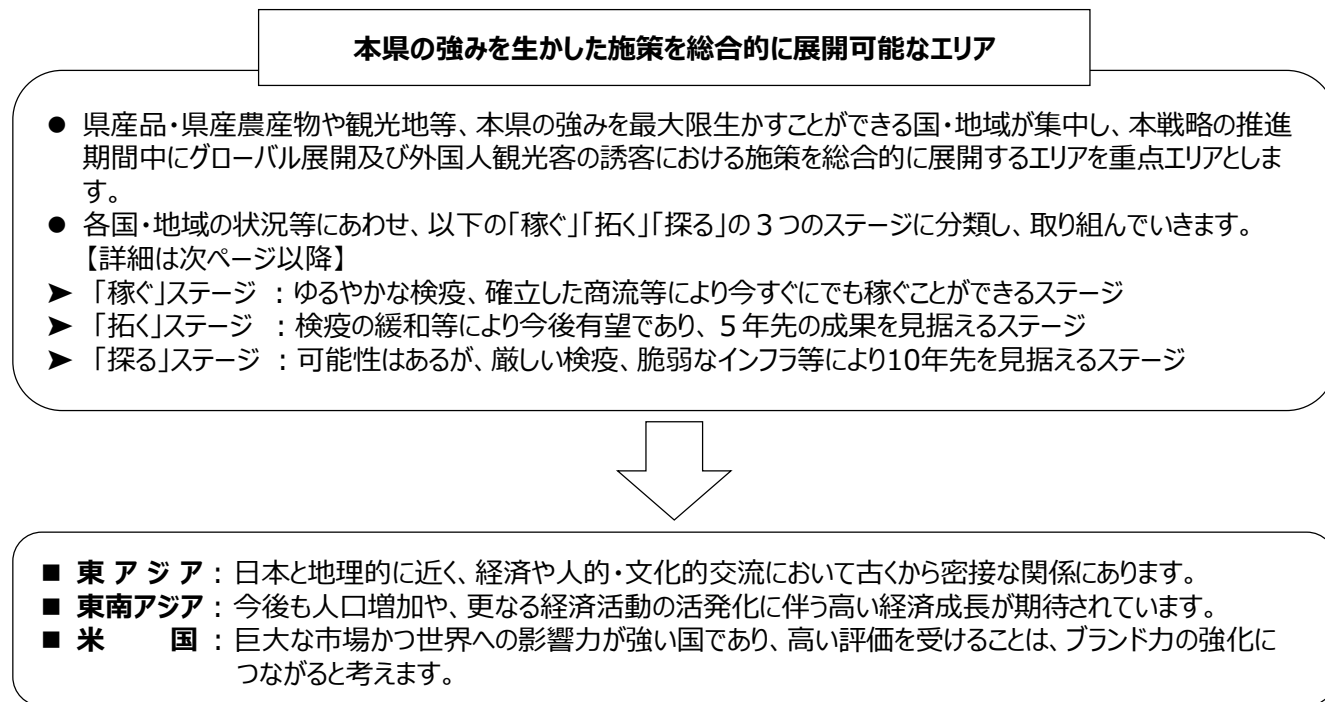 本県の強みを生かした施策を総合的に展開可能なエリア
● 県産品・県産農産物や観光地等、本県の強みを最大限生かすことができる国・地域が集中し、本戦略の推進
期間中にグローバル展開及び外国人観光客の誘客における施策を総合的に展開するエリアを重点エリアとしま
す。
● 各国・地域の状況等にあわせ、以下の「稼ぐ」「拓く」「探る」の３つのステージに分類し、取り組んでいきます。
【詳細は次ページ以降】
➤ 「稼ぐ」ステージ ：ゆるやかな検疫、確立した商流等により今すぐにでも稼ぐことができるステージ
➤ 「拓く」ステージ ：検疫の緩和等により今後有望であり、５年先の成果を見据えるステージ
➤ 「探る」ステージ ：可能性はあるが、厳しい検疫、脆弱なインフラ等により10年先を見据えるステージ
■ 東 ア ジ ア：日本と地理的に近く、経済や人的・文化的交流において古くから密接な関係にあります。
■ 東南アジア：今後も人口増加や、更なる経済活動の活発化に伴う高い経済成長が期待されています。
■ 米　　国：巨大な市場かつ世界への影響力が強い国であり、高い評価を受けることは、ブランド力の強化に
つながると考えます。